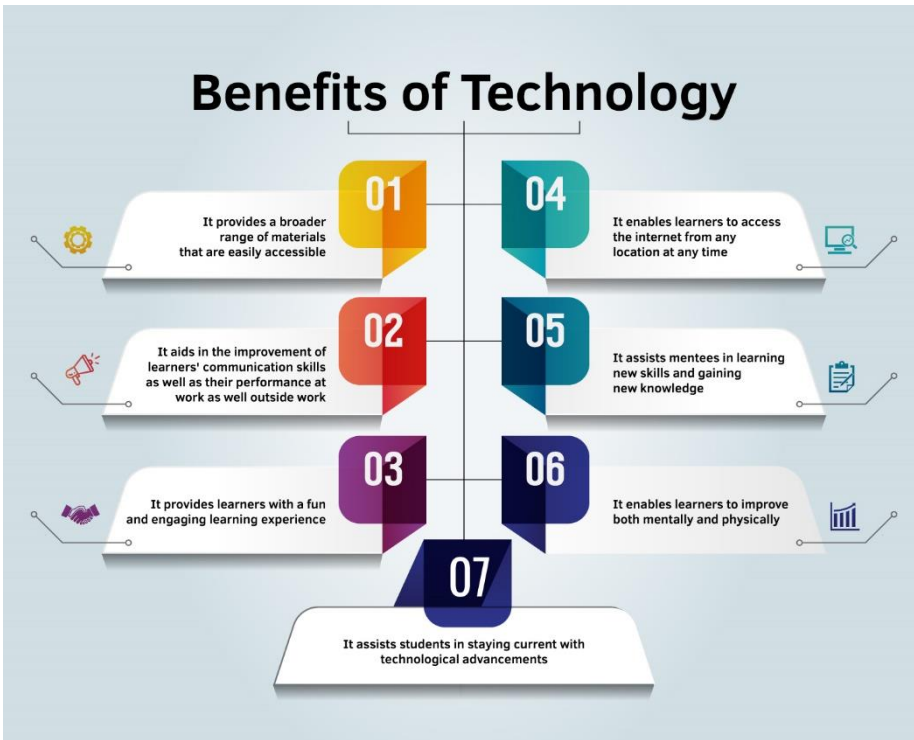 Benefits of Technology
01
It provides a broader
range of materials
that are easily accessible
02
It aids in the improvement of
learners' communication skills
as well as their performance at
work as well outside work
03
It provides learners with a fun
and engaging learning experience
04
It enables learners to access
the internet from any
location at any time
05
It assists mentees in learning
new skills and gaining
new knowledge
06
It enables learners to improve
both mentally and physically
07
It assists students in staying current with
technological advancements